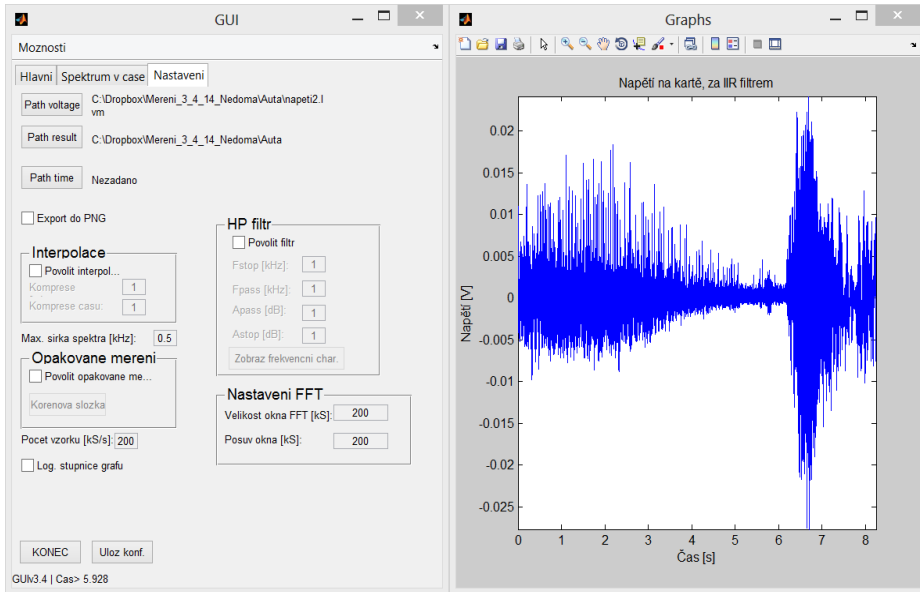 GUI
Moznosti
Hlavni Spektrum v case Nastaveni
Path voltage C:\Dropbox\Mereni_3_4_14_Nedoma\Auta\napeti2.l
vm
Path result C:\Dropbox\Mereni_3_4_14_Nedoma\Auta
Path time Nezadano
Export do PNG
Interpolace
Povolit interpol...
Komprese 1
Komprese casu: 1
Max. sirka spektra [kHz]: 0.5
Opakovane mereni
Povolit opakovane me...
Korenova slozka
Pocet vzorku [kS/s]: 200
Log. stupnice grafu
HP filtr
Povolit filtr
Fstop [kHz]: 1
Fpass [kHz]: 1
Apass [dB]: 1
Astop [dB]: 1
Zobraz frekvencni char.
Nastaveni FFT
Velikost okna FFT [kS]: 200
Posuv okna [kS]: 200
KONEC Uloz konf.
GUIv3.4 | Cas> 5.928
Graphs
Napětí na kartě, za IIR filtrem
0.02
0.015
0.01
0.005
0
-0.005
-0.01
-0.015
-0.02
-0.025
Napětí [V]
0 1 2 3 4 5 6 7 8
Čas [s]